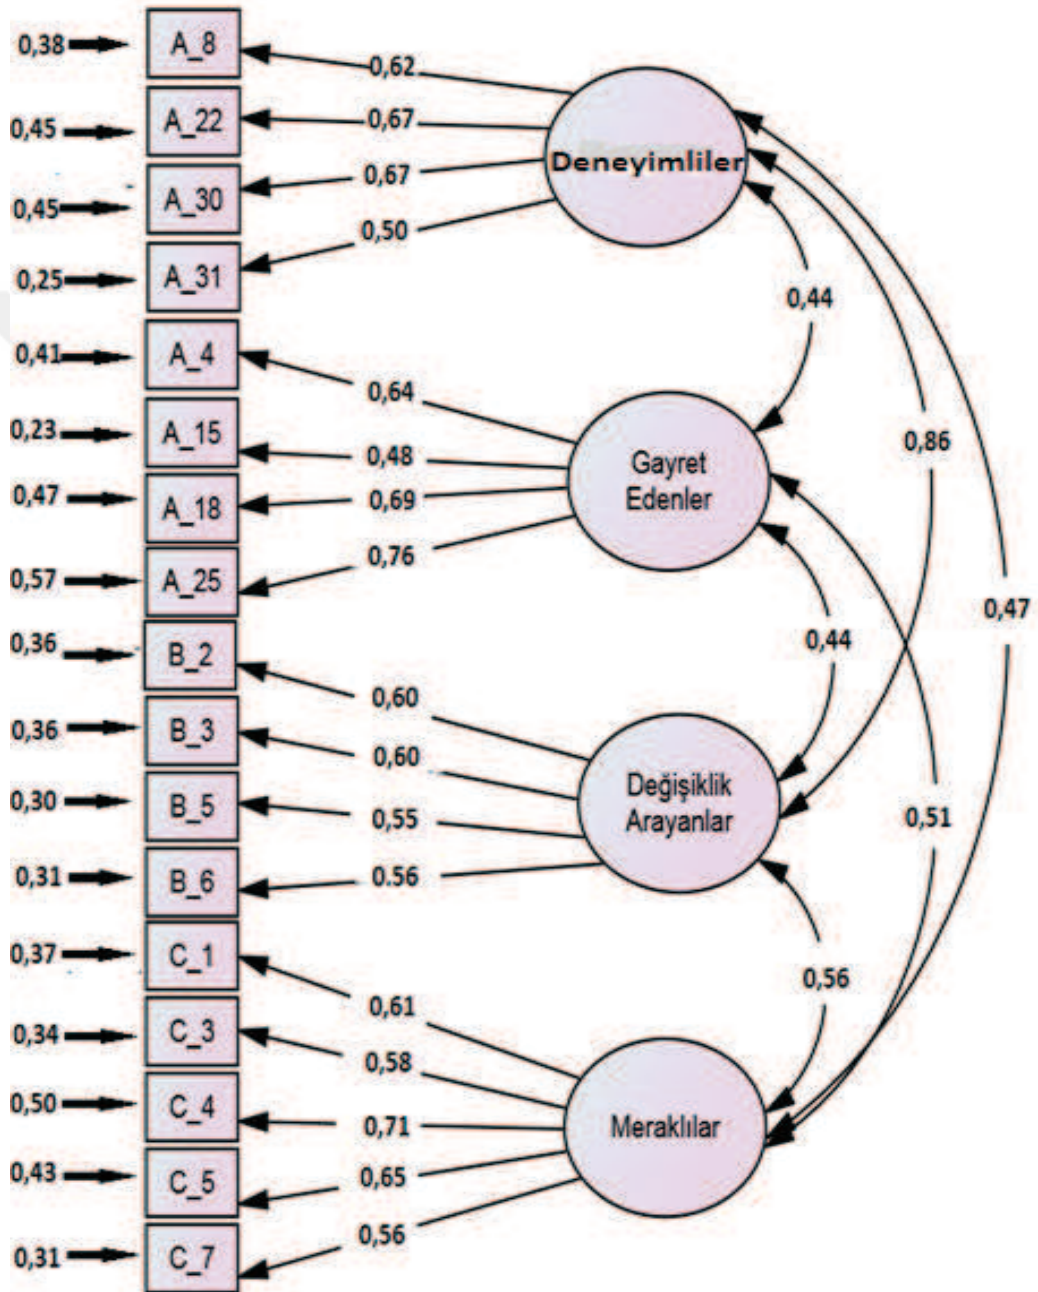 0,38
A_8
0,62
0,45
A_22
0,67
Deneyimliler
0,45
A_30
0,67
0,25
A_31
0,50
0,44
0,41
A_4
0,64
0,23
A_15
0,48
Gayret
Edenler
0,86
0,47
A_18
0,69
0,57
A_25
0,76
0,47
0,36
B_2
0,60
0,44
0,36
B_3
0,60
0,30
B_5
0,55
Değişiklik
Arayanlar
0,51
0,31
B_6
0.56
0,37
C_1
0,61
0,56
0,34
C_3
0,58
0,50
C_4
0,71
Meraklılar
0,43
C_5
0,65
0,31
C_7
0,56